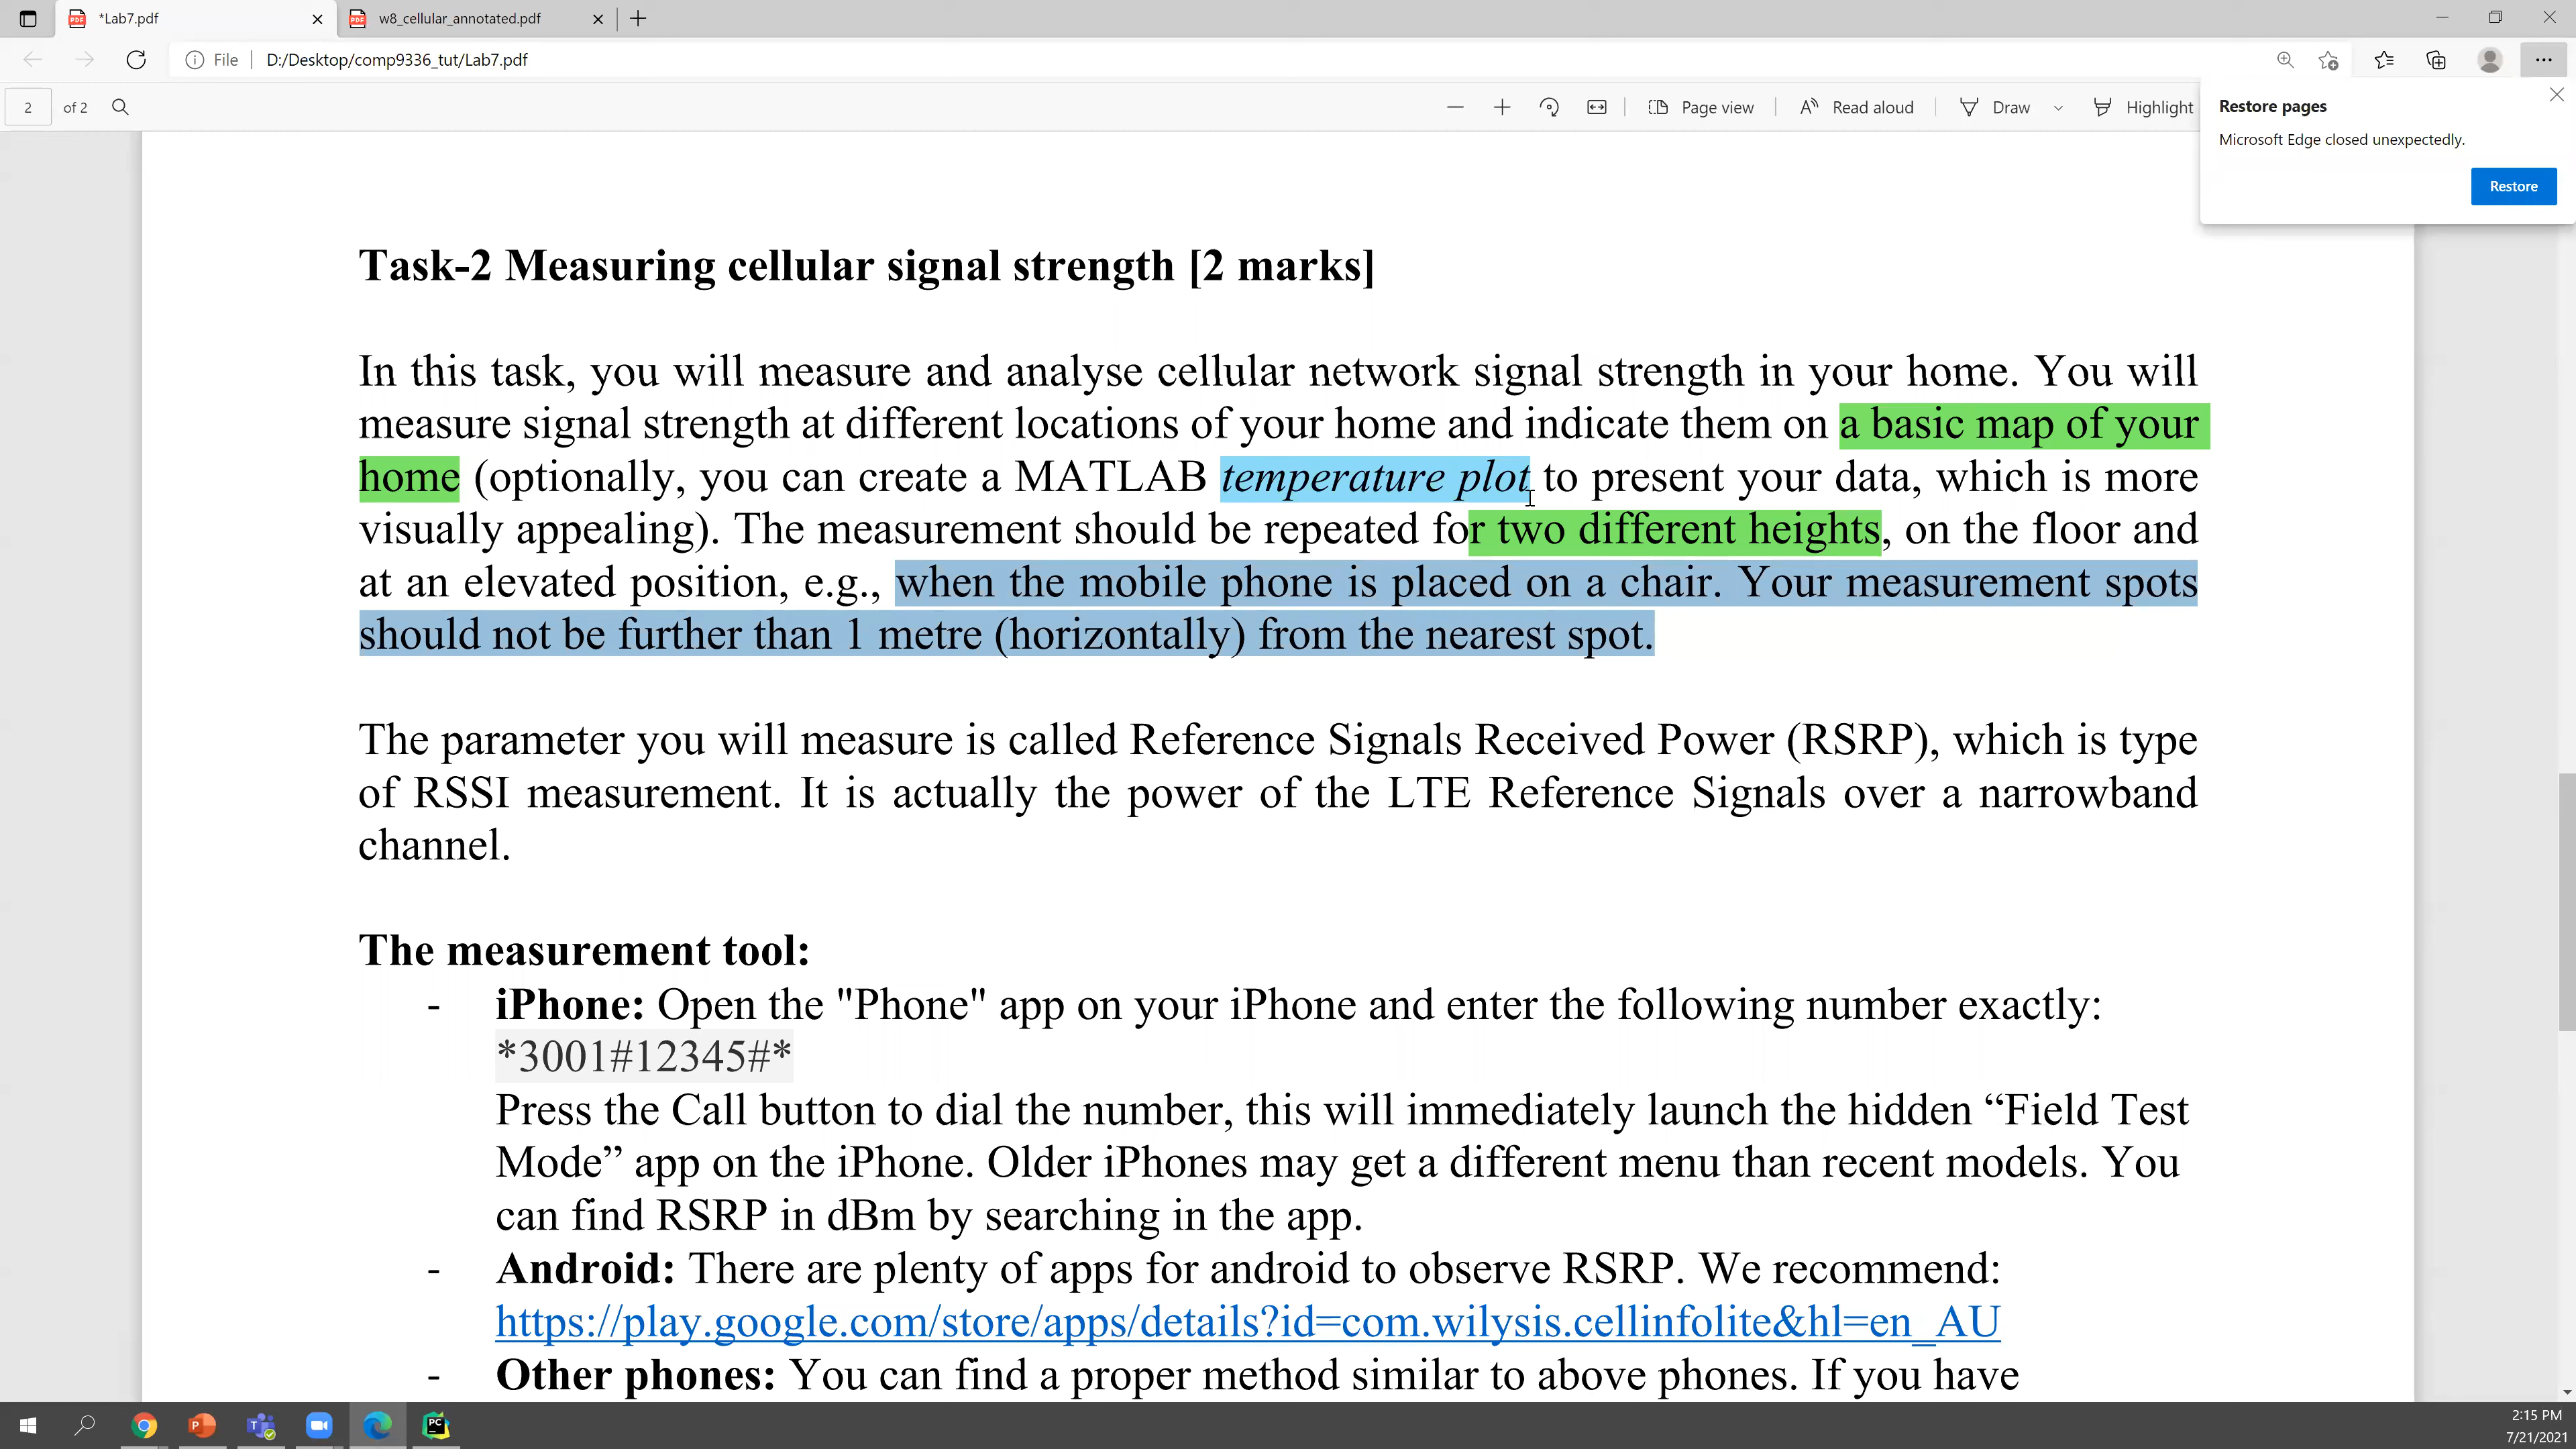 *Lab7.pdf
w8_cellular_annotated.pdf
File
D:/Desktop/comp9336_tut/Lab7.pdf
2 of 2
Page view
Read aloud
Draw
Highlight
Restore pages
Microsoft Edge closed unexpectedly.
Restore
Task-2 Measuring cellular signal strength [2 marks]
In this task, you will measure and analyse cellular network signal strength in your home. You will
measure signal strength at different locations of your home and indicate them on a basic map of your
home (optionally, you can create a MATLAB temperature plot to present your data, which is more
visually appealing). The measurement should be repeated for two different heights, on the floor and
at an elevated position, e.g., when the mobile phone is placed on a chair. Your measurement spots
should not be further than 1 metre (horizontally) from the nearest spot.
The parameter you will measure is called Reference Signals Received Power (RSRP), which is type
of RSSI measurement. It is actually the power of the LTE Reference Signals over a narrowband
channel.
The measurement tool:
- iPhone: Open the "Phone" app on your iPhone and enter the following number exactly:
*3001#12345#*
Press the Call button to dial the number, this will immediately launch the hidden “Field Test
Mode” app on the iPhone. Older iPhones may get a different menu than recent models. You
can find RSRP in dBm by searching in the app.
- Android: There are plenty of apps for android to observe RSRP. We recommend:
https://play.google.com/store/apps/details?id=com.wilysis.cellinfolite&hl=en_AU
- Other phones: You can find a proper method similar to above phones. If you have
2:15 PM
7/21/2021